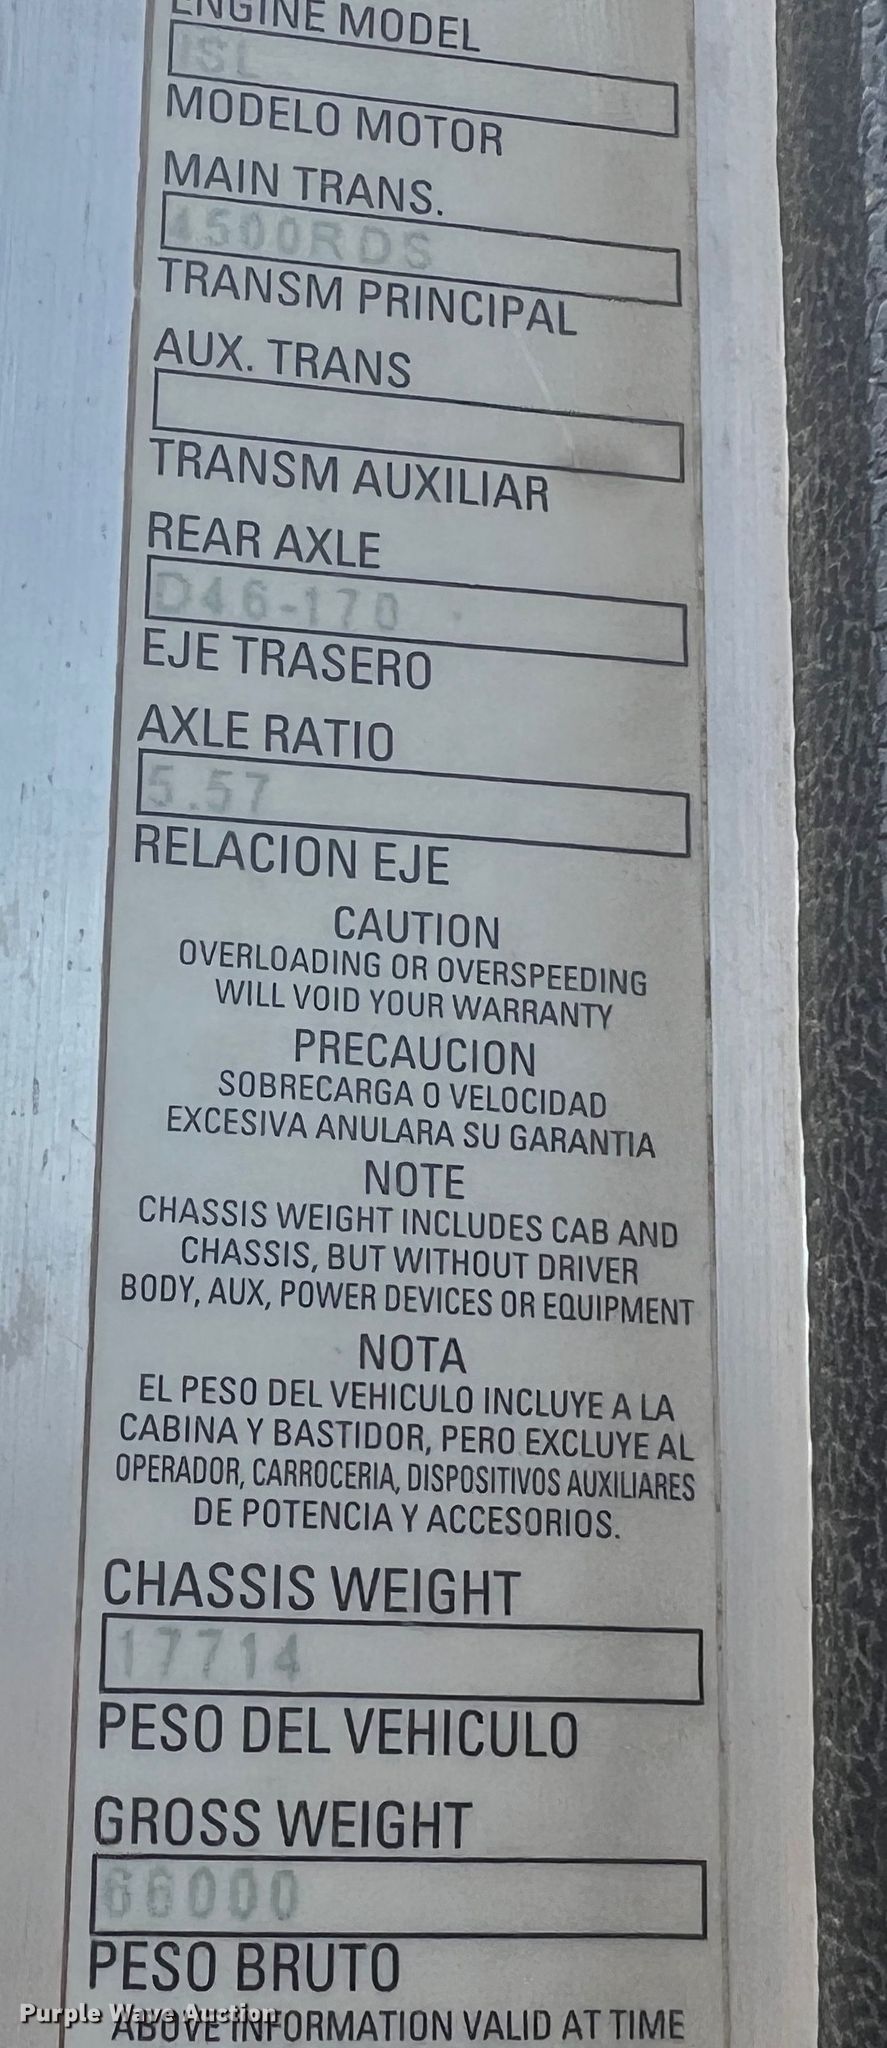 ENGINE MODEL
ISL
MODELO MOTOR
MAIN TRANS.
4500RDS
TRANSM PRINCIPAL
AUX. TRANS
TRANSM AUXILIAR
REAR AXLE
D46-170
EJE TRASERO
AXLE RATIO
5.57
RELACION EJE
CAUTION
OVERLOADING OR OVERSPEEDING
WILL VOID YOUR WARRANTY
PRECAUCION
SOBRECARGA O VELOCIDAD
EXCESIVA ANULARA SU GARANTIA
NOTE
CHASSIS WEIGHT INCLUDES CAB AND
CHASSIS, BUT WITHOUT DRIVER
BODY, AUX, POWER DEVICES OR EQUIPMENT
NOTA
EL PESO DEL VEHICULO INCLUYE A LA
CABINA Y BASTIDOR, PERO EXCLUYE AL
OPERADOR, CARROCERIA, DISPOSITIVOS AUXILIARES
DE POTENCIA Y ACCESORIOS.
CHASSIS WEIGHT
17714
PESO DEL VEHICULO
GROSS WEIGHT
66000
PESO BRUTO
Purple Wave Auction
ABOVE INFORMATION VALID AT TIME